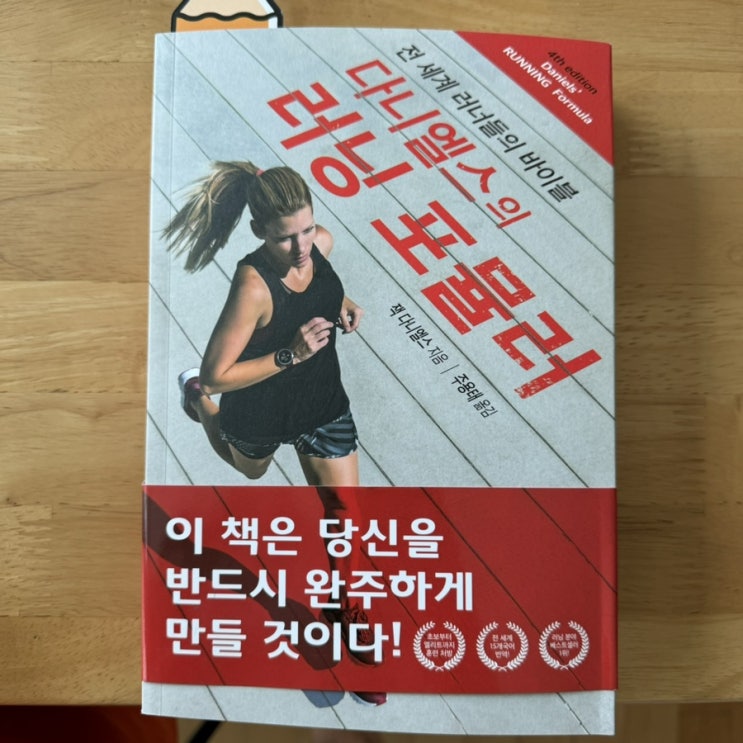 4th edition
Daniels'
RUNNING Formula
전 세계 러너들의 바이블
다니엘스의
러닝 포뮬러
잭 다니엘스 지음 | 주용태 옮김
이 책은 당신을
반드시 완주하게
만들 것이다!
초보부터
엘리트까지
훈련 처방
전 세계
15개국어
번역!
러닝 분야
베스트셀러
1위!